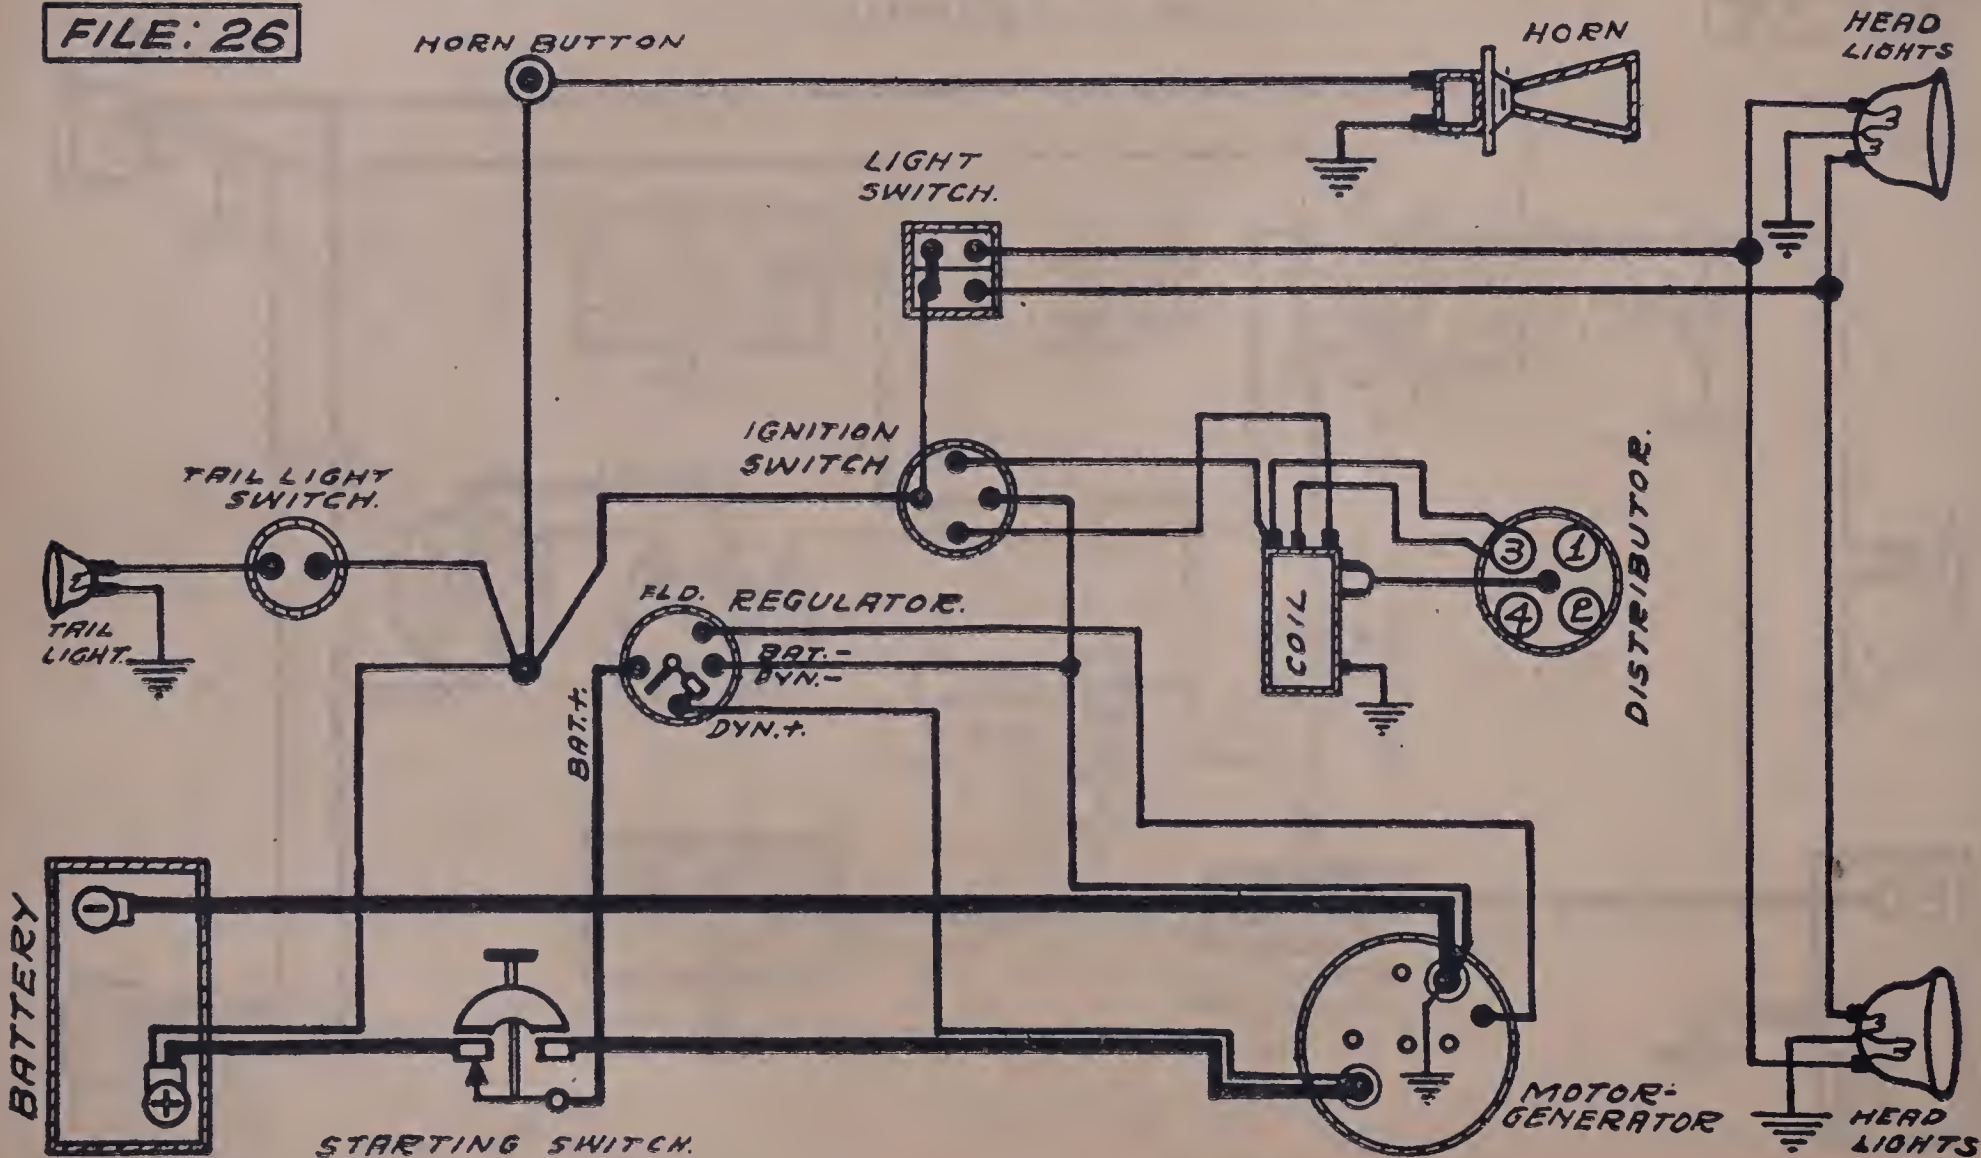 FILE: 26
HORN BUTTON
HORN
HEAD
LIGHTS
LIGHT
SWITCH.
IGNITION
SWITCH
TAIL LIGHT
SWITCH.
DISTRIBUTOR.
3
1
4
2
COIL
TAIL
LIGHT.
FLD.
REGULATOR.
BAT.-
DYN.-
BAT.+
DYN.+.
BATTERY
-
+
STARTING SWITCH.
MOTOR-
GENERATOR
HEAD
LIGHTS